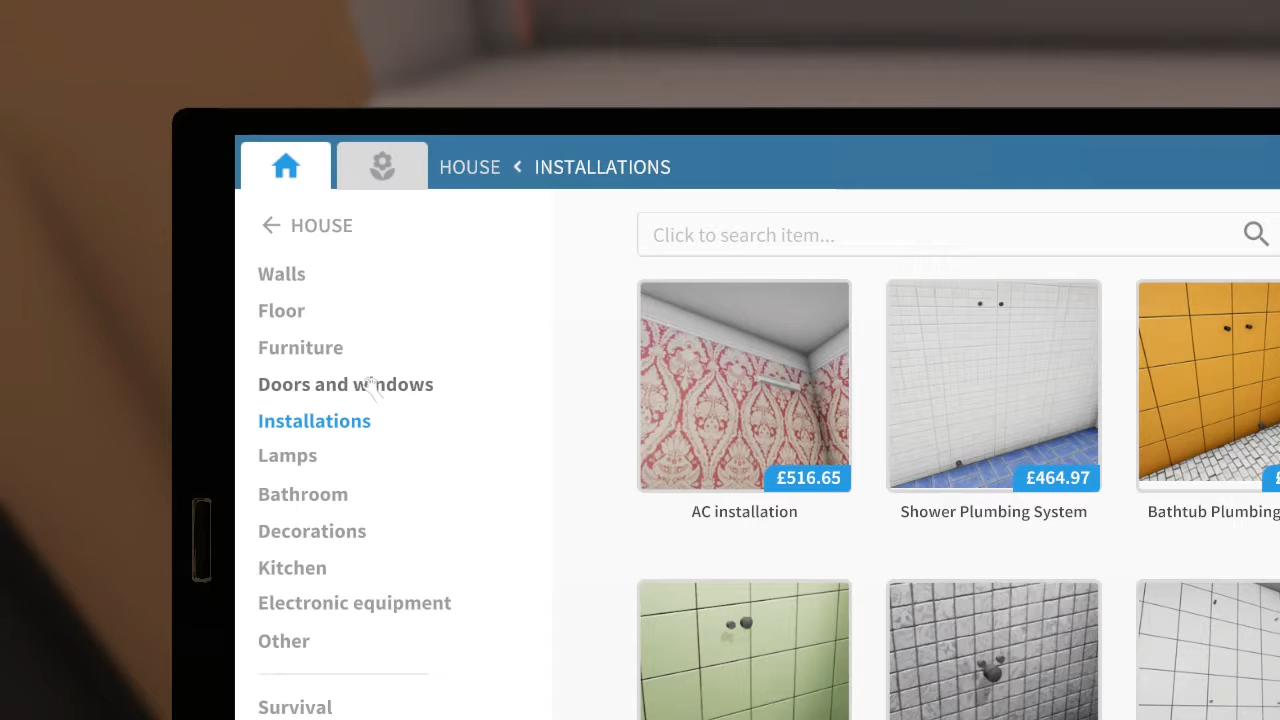 HOUSE < INSTALLATIONS
← HOUSE
Click to search item...
Walls
Floor
Furniture
Doors and windows
Installations
Lamps
Bathroom
Decorations
Kitchen
Electronic equipment
Other
Survival
£516.65
£464.97
£
AC installation
Shower Plumbing System
Bathtub Plumbing